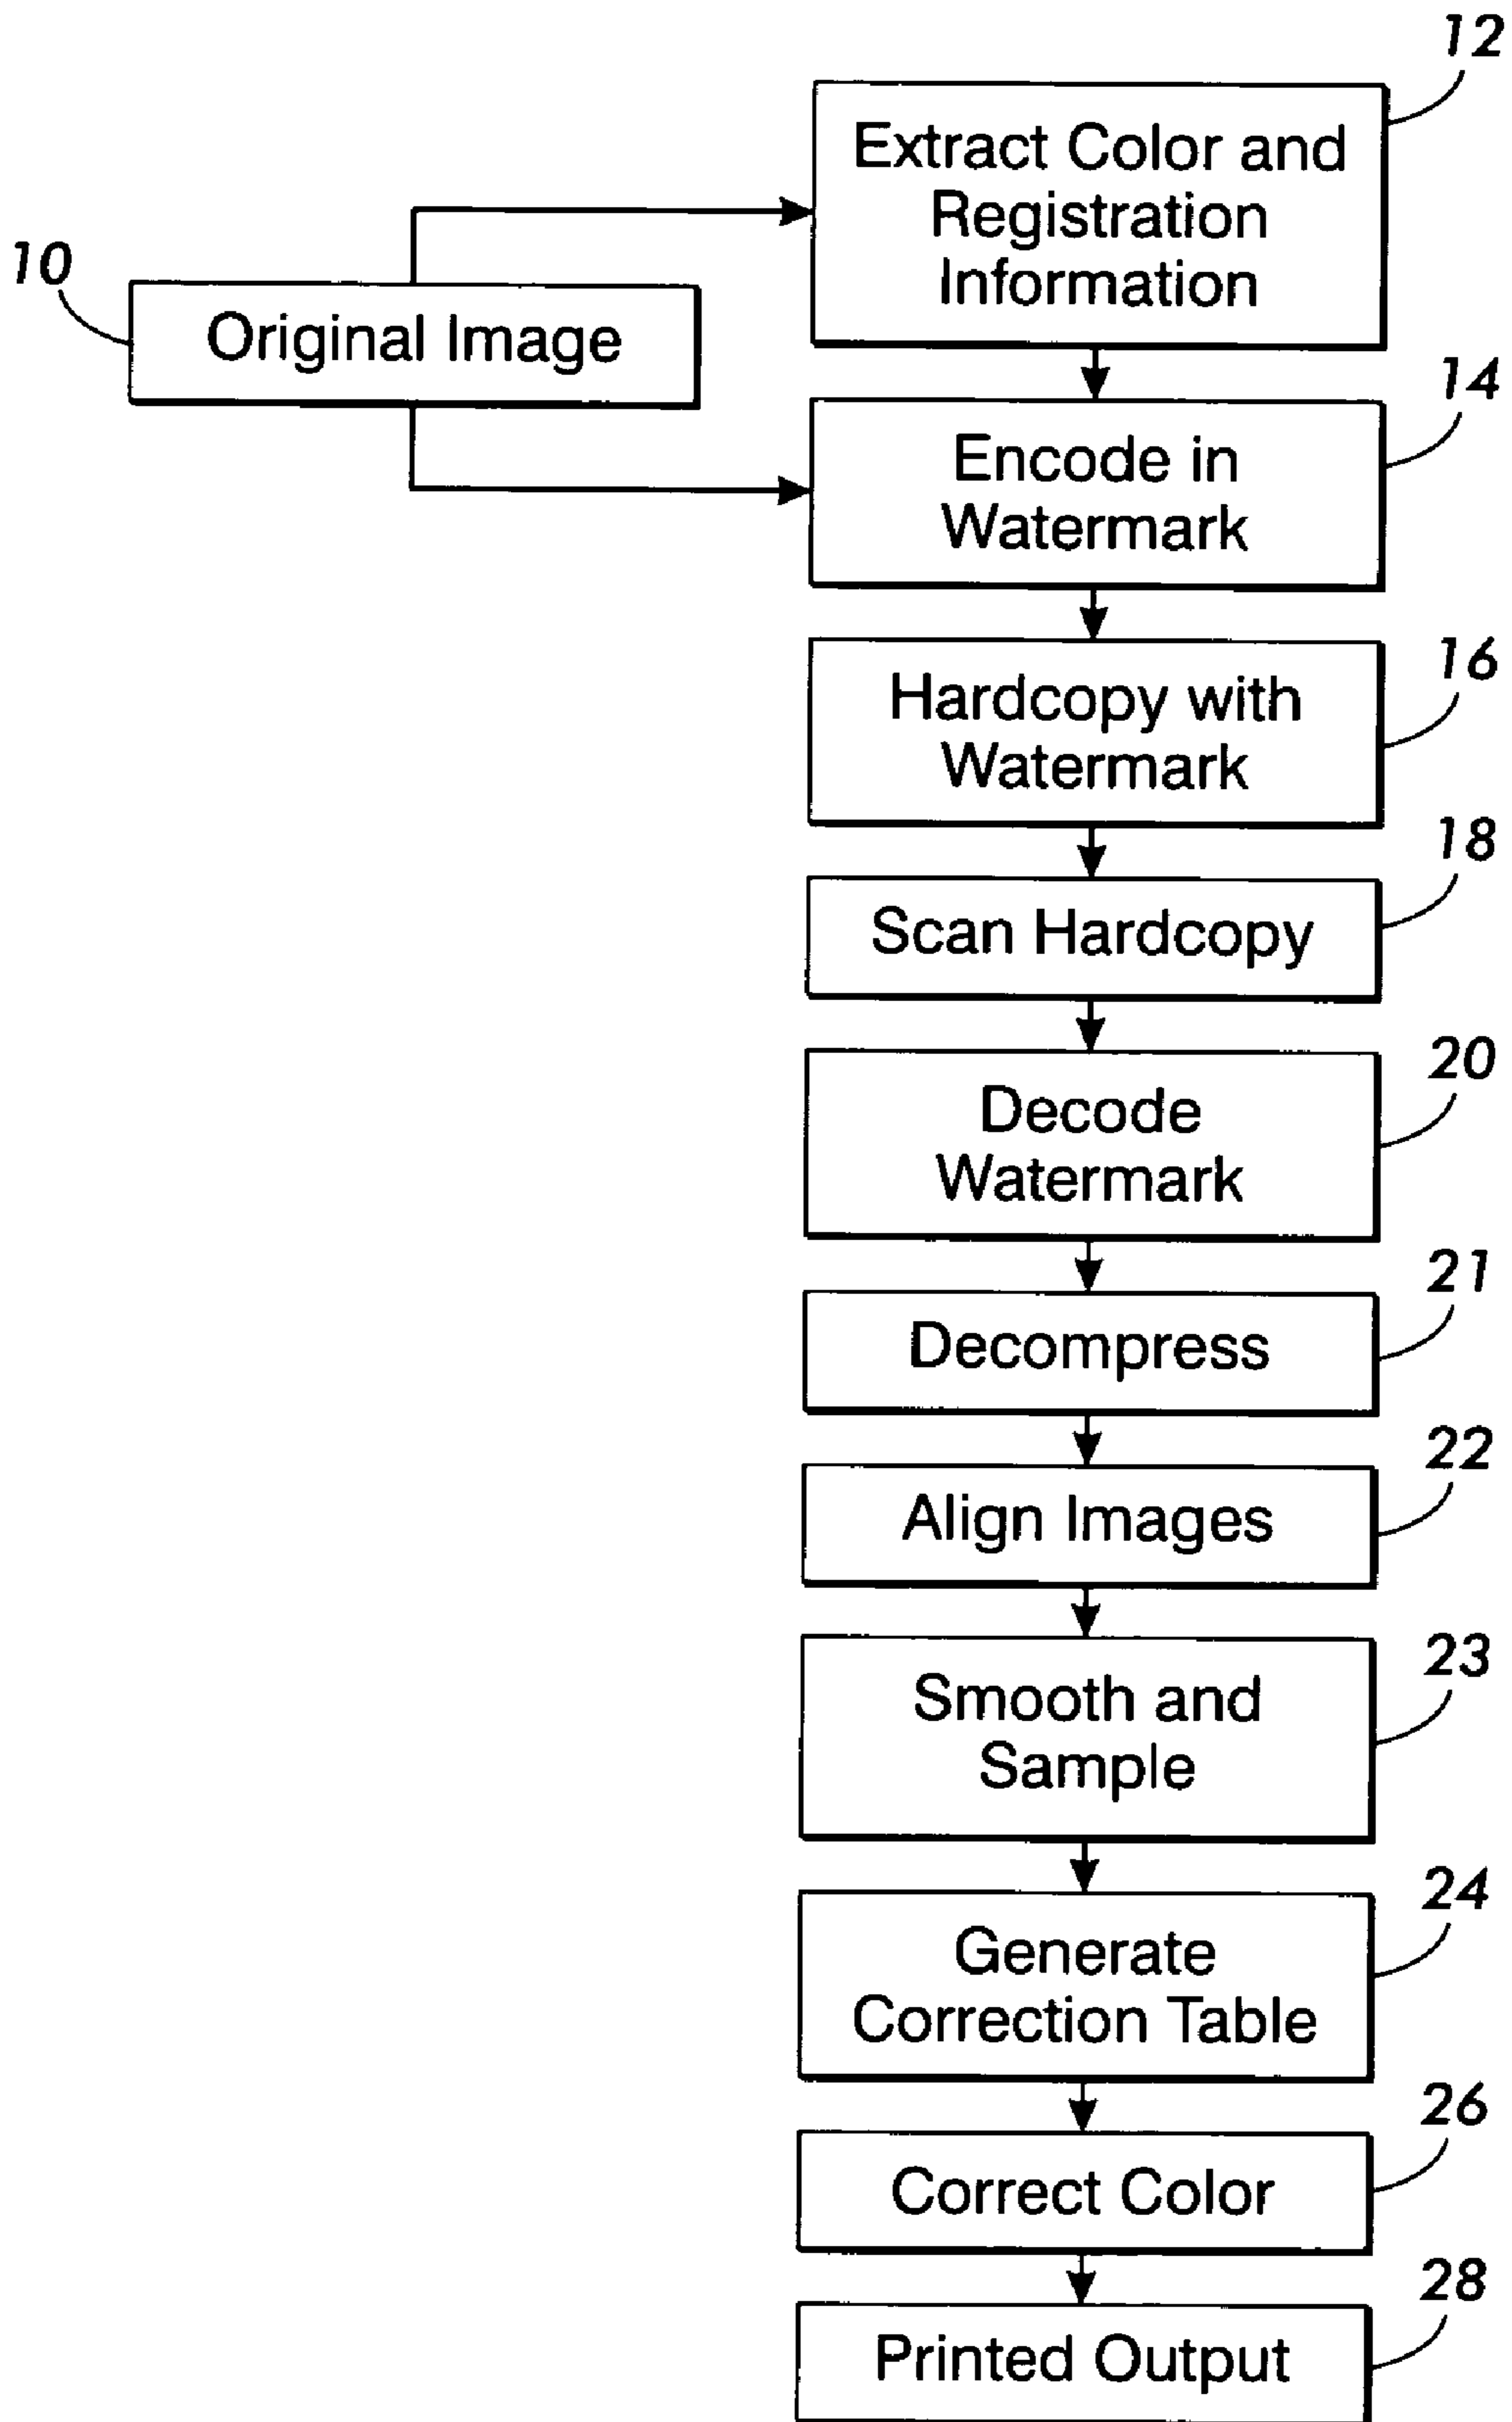 12
Extract Color and
Registration
Information
10
Original Image
14
Encode in
Watermark
16
Hardcopy with
Watermark
18
Scan Hardcopy
20
Decode
Watermark
21
Decompress
22
Align Images
23
Smooth and
Sample
24
Generate
Correction Table
26
Correct Color
28
Printed Output